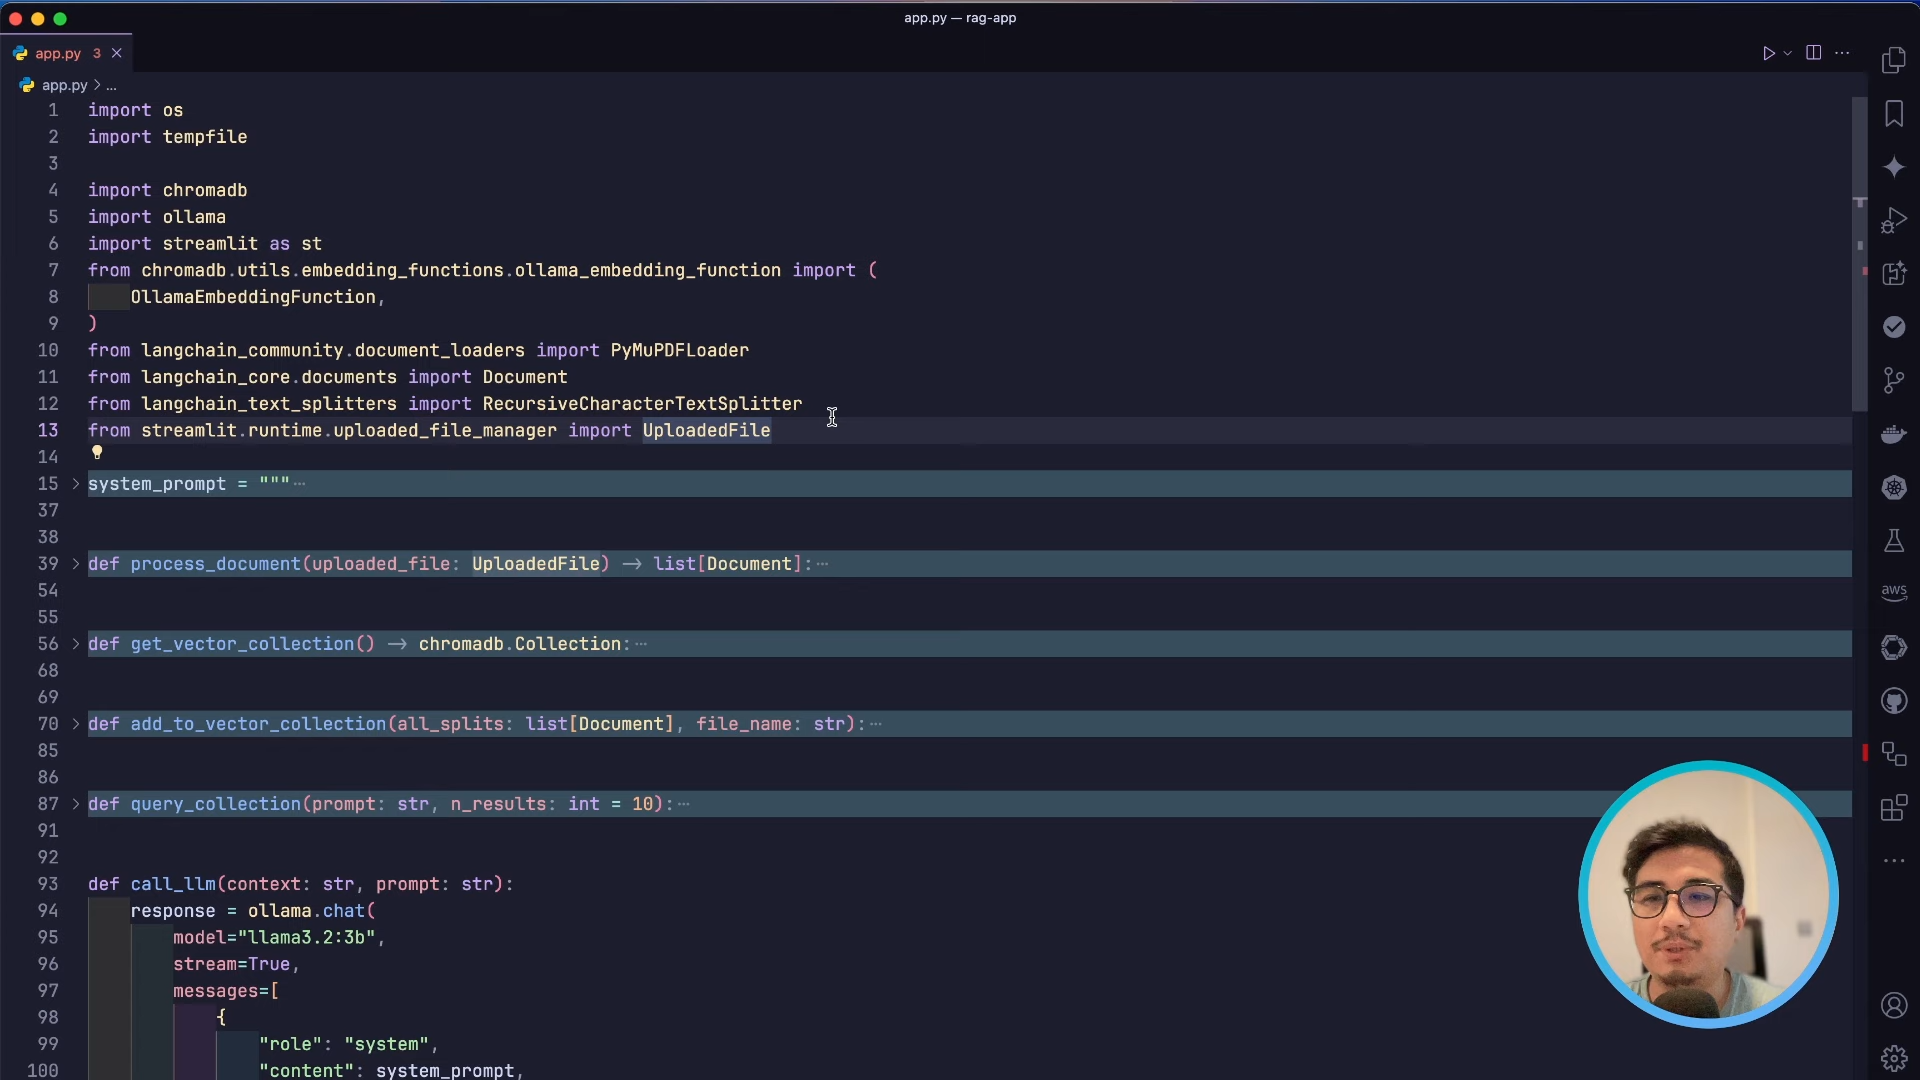 app.py — rag-app
app.py 3
app.py > ...
1 import os
2 import tempfile
3
4 import chromadb
5 import ollama
6 import streamlit as st
7 from chromadb.utils.embedding_functions.ollama_embedding_function import (
8 OllamaEmbeddingFunction,
9 )
10 from langchain_community.document_loaders import PyMuPDFLoader
11 from langchain_core.documents import Document
12 from langchain_text_splitters import RecursiveCharacterTextSplitter
13 from streamlit.runtime.uploaded_file_manager import UploadedFile
14
15 system_prompt = """ ···
37
38
39 def process_document(uploaded_file: UploadedFile) -> list[Document]: ···
54
55
56 def get_vector_collection() -> chromadb.Collection: ···
68
69
70 def add_to_vector_collection(all_splits: list[Document], file_name: str): ···
85
86
87 def query_collection(prompt: str, n_results: int = 10): ···
91
92
93 def call_llm(context: str, prompt: str):
94 response = ollama.chat(
95 model="llama3.2:3b",
96 stream=True,
97 messages=[
98 {
99 "role": "system",
100 "content": system_prompt,
aws